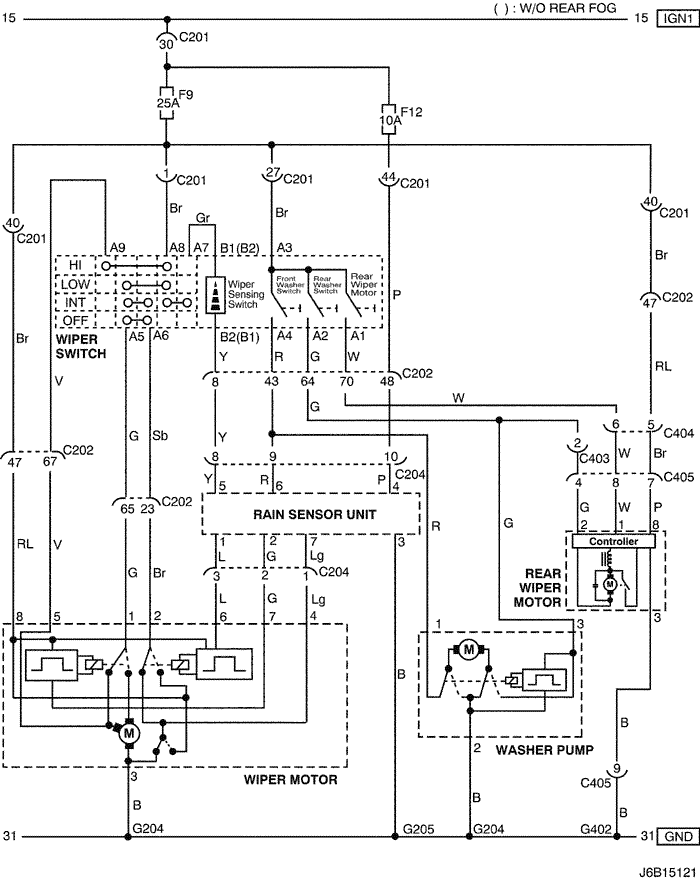 ( ) : W/O REAR FOG
15
15 IGN1
30 C201
F9
25A
F12
10A
1 C201
27 C201
44 C201
40 C201
40 C201
Br
Gr
Br
Br
A9
A8
A7
B1(B2)
A3
HI
LOW
INT
OFF
Wiper
Sensing
Switch
Front
Washer
Switch
Rear
Washer
Switch
Rear
Wiper
Motor
P
47 C202
WIPER
SWITCH
A5
A6
B2(B1)
A4
A2
A1
Br
V
Y
R
G
W
RL
8
43
64
70
48
C202
W
G
G
Sb
Y
6
5
C404
2
C403
W
Br
47
67
C202
8
9
10
C204
4
8
7
C405
Y
5
R
6
P
4
G
W
P
65
23
C202
RAIN SENSOR UNIT
R
G
2
1
8
Controller
M
RL
V
1
2
7
3
L
G
Lg
3
2
1
C204
REAR
WIPER
MOTOR
G
Br
L
G
Lg
3
8
5
1
2
6
7
4
B
1
3
M
M
2
WASHER PUMP
B
WIPER MOTOR
3
B
B
9
C405
B
31
G204
G205
G204
G402
31 GND
J6B15121